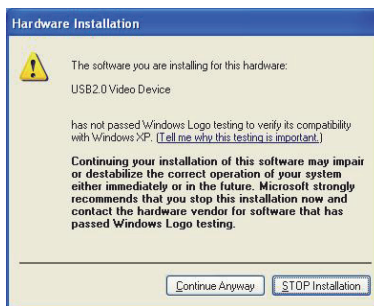 Hardware Installation
The software you are installing for this hardware:
USB2.0 Video Device
has not passed Windows Logo testing to verify its compatibility
with Windows XP. (Tell me why this testing is important.)
Continuing your installation of this software may impair
or destabilize the correct operation of your system
either immediately or in the future. Microsoft strongly
recommends that you stop this installation now and
contact the hardware vendor for software that has
passed Windows Logo testing.
Continue Anyway
STOP Installation